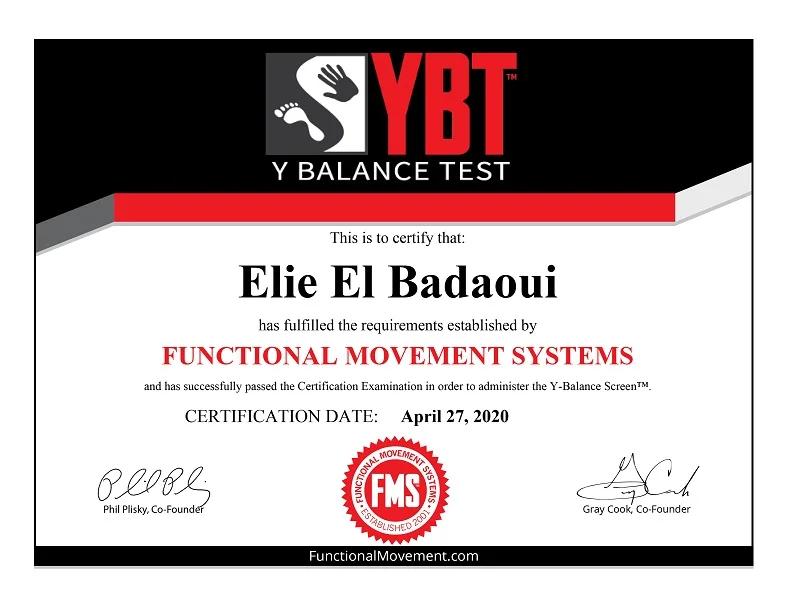 YBT™
Y BALANCE TEST
This is to certify that:
Elie El Badaoui
has fulfilled the requirements established by
FUNCTIONAL MOVEMENT SYSTEMS
and has successfully passed the Certification Examination in order to administer the Y-Balance Screen™.
CERTIFICATION DATE: April 27, 2020
Phil Plisky, Co-Founder
FUNCTIONAL MOVEMENT SYSTEMS
FMS
• ESTABLISHED 2001 •
Gray Cook, Co-Founder
FunctionalMovement.com